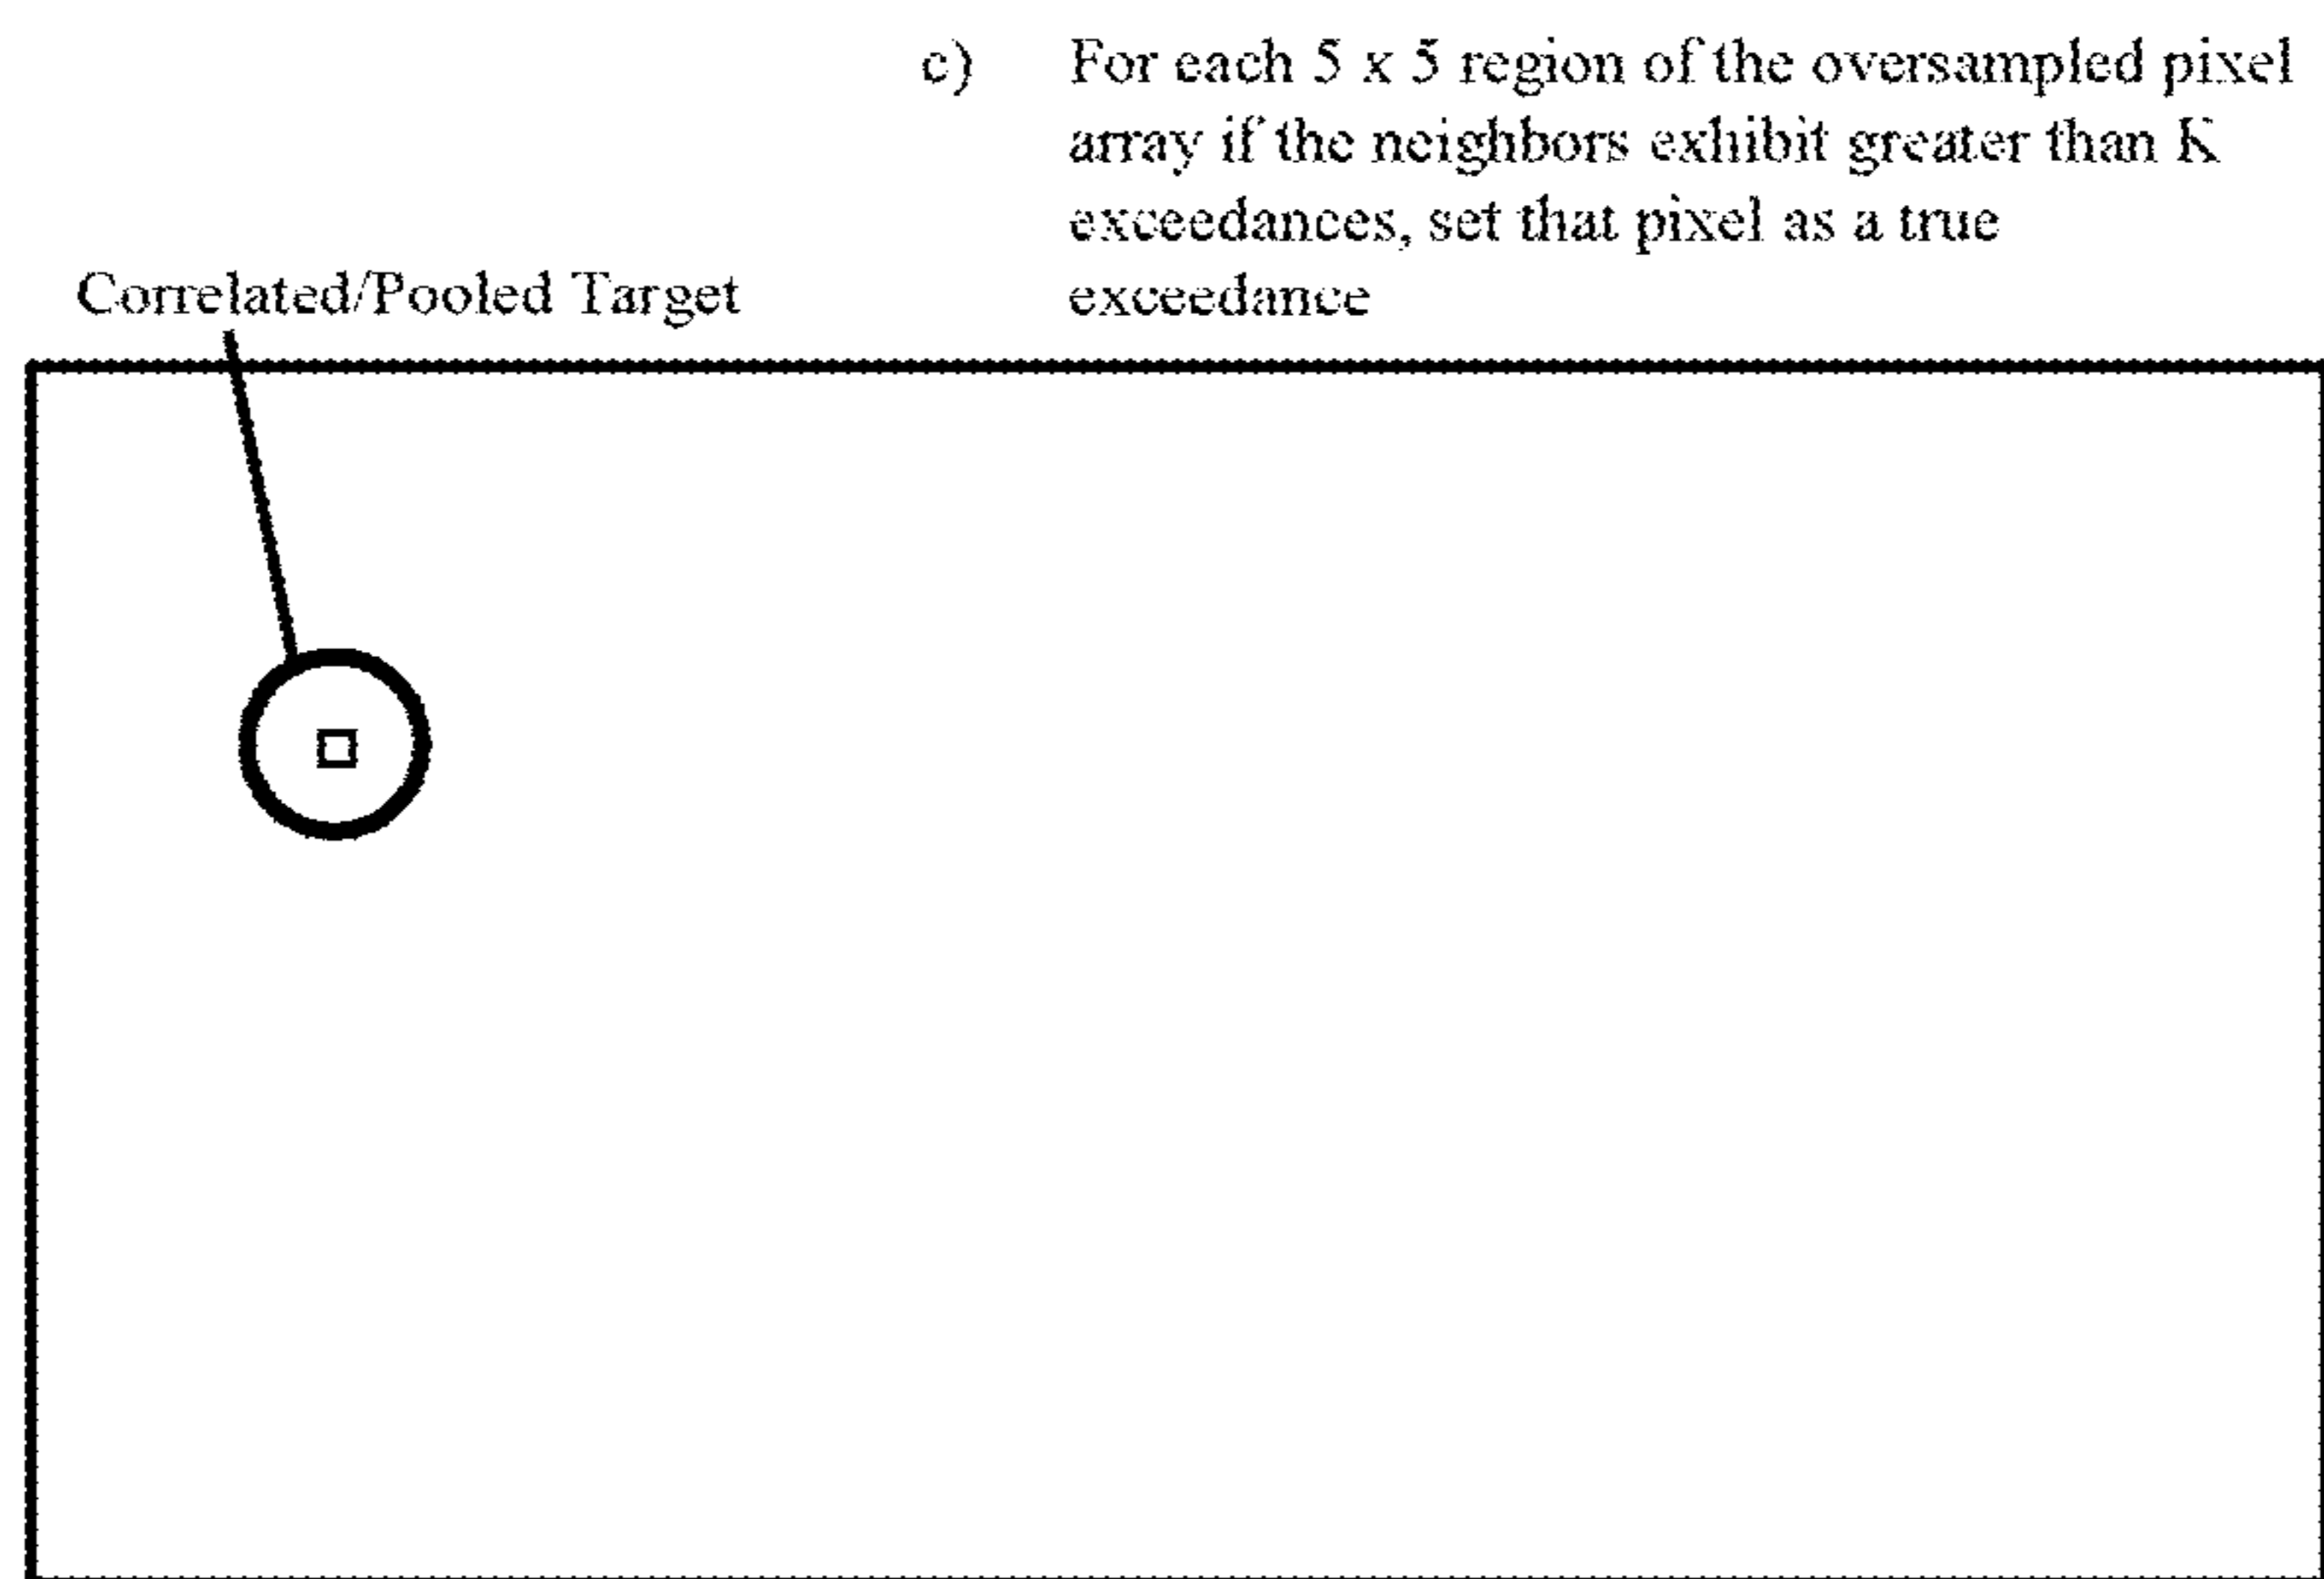 c) For each 5 x 5 region of the oversampled pixel
array if the neighbors exhibit greater than K
exceedances, set that pixel as a true
exceedance
Correlated/Pooled Target